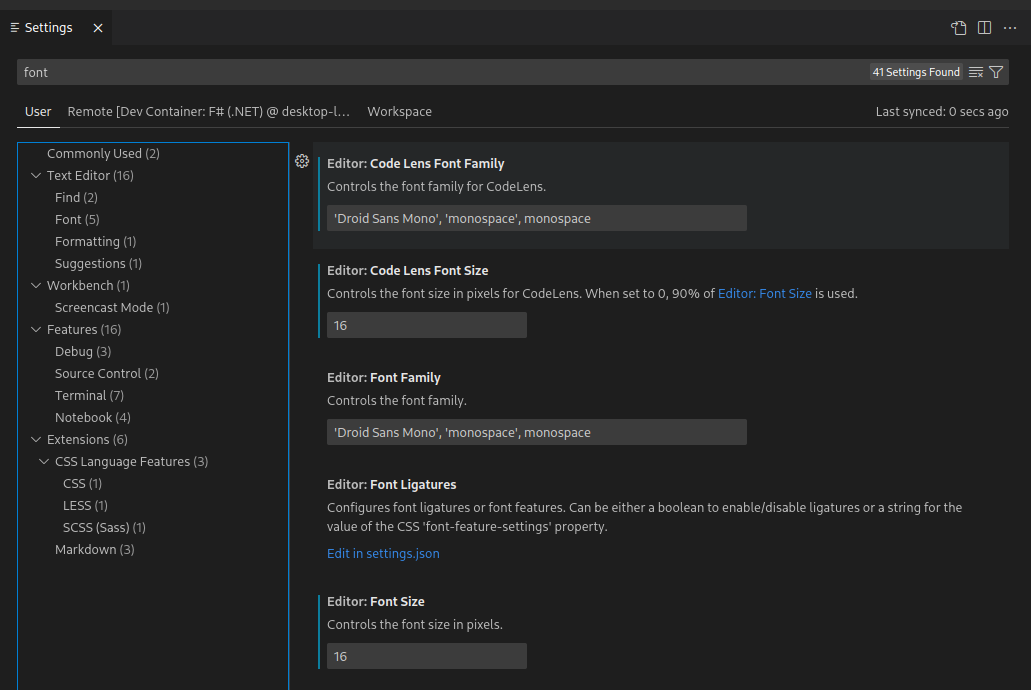 Settings
font
41 Settings Found
User Remote [Dev Container: F# (.NET) @ desktop-l... Workspace Last synced: 0 secs ago
Commonly Used (2)
Text Editor (16)
Find (2)
Font (5)
Formatting (1)
Suggestions (1)
Workbench (1)
Screencast Mode (1)
Features (16)
Debug (3)
Source Control (2)
Terminal (7)
Notebook (4)
Extensions (6)
CSS Language Features (3)
CSS (1)
LESS (1)
SCSS (Sass) (1)
Markdown (3)
Editor: Code Lens Font Family
Controls the font family for CodeLens.
'Droid Sans Mono', 'monospace', monospace
Editor: Code Lens Font Size
Controls the font size in pixels for CodeLens. When set to 0, 90% of Editor: Font Size is used.
16
Editor: Font Family
Controls the font family.
'Droid Sans Mono', 'monospace', monospace
Editor: Font Ligatures
Configures font ligatures or font features. Can be either a boolean to enable/disable ligatures or a string for the
value of the CSS 'font-feature-settings' property.
Edit in settings.json
Editor: Font Size
Controls the font size in pixels.
16